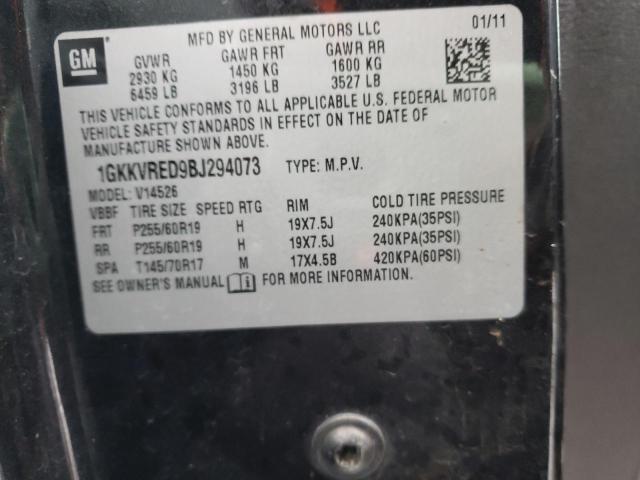 MFD BY GENERAL MOTORS LLC 01/11
GM
GVWR GAWR FRT GAWR RR
2930 KG 1450 KG 1600 KG
6459 LB 3196 LB 3527 LB
THIS VEHICLE CONFORMS TO ALL APPLICABLE U.S. FEDERAL MOTOR
VEHICLE SAFETY STANDARDS IN EFFECT ON THE DATE OF
MANUFACTURE SHOWN ABOVE.
1GKKVRED9BJ294073 TYPE: M.P.V.
MODEL: V14526
VBBF TIRE SIZE SPEED RTG RIM COLD TIRE PRESSURE
FRT P255/60R19 H 19X7.5J 240KPA(35PSI)
RR P255/60R19 H 19X7.5J 240KPA(35PSI)
SPA T145/70R17 M 17X4.5B 420KPA(60PSI)
SEE OWNER'S MANUAL FOR MORE INFORMATION.